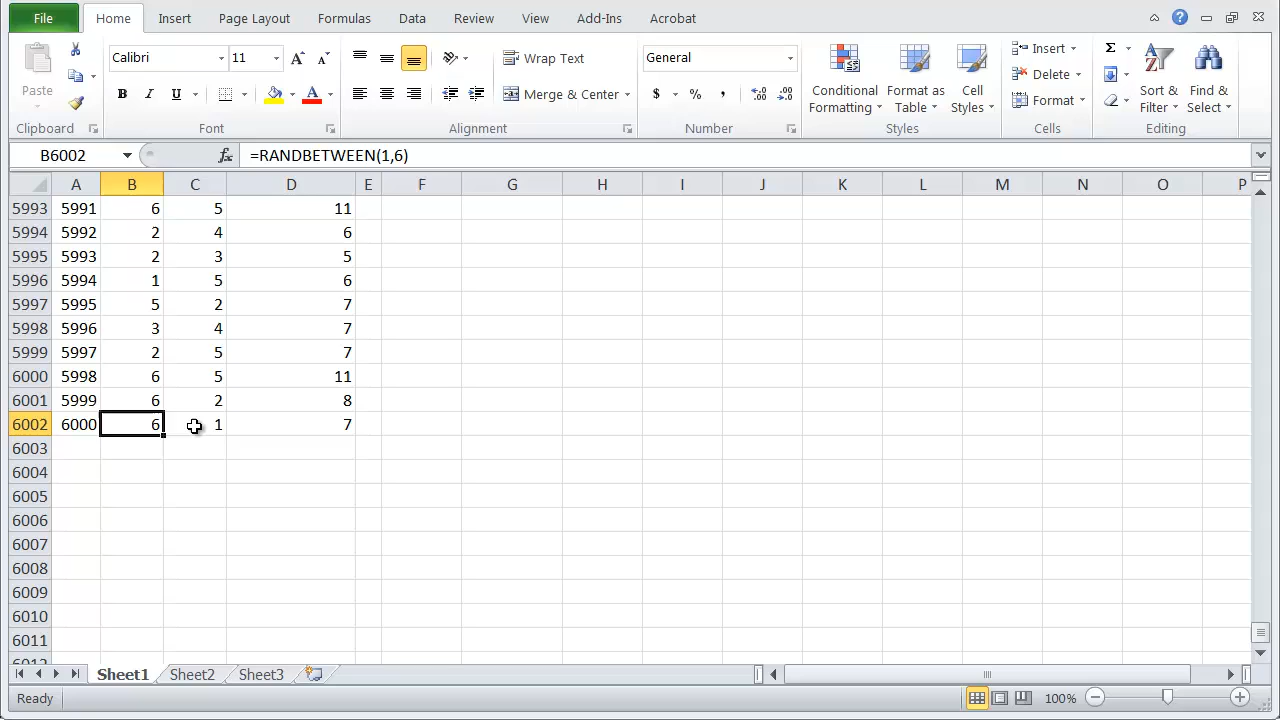 File Home Insert Page Layout Formulas Data Review View Add-Ins Acrobat
Calibri 11 Wrap Text General Insert Σ
Paste B I U A Merge & Center $ % , Conditional Formatting Format as Table Cell Styles Delete Format Sort & Filter Find & Select
Clipboard Font Alignment Number Styles Cells Editing
B6002 fx =RANDBETWEEN(1,6)
A B C D E F G H I J K L M N O P
5993 5991 6 5 11
5994 5992 2 4 6
5995 5993 2 3 5
5996 5994 1 5 6
5997 5995 5 2 7
5998 5996 3 4 7
5999 5997 2 5 7
6000 5998 6 5 11
6001 5999 6 2 8
6002 6000 6 1 7
6003
6004
6005
6006
6007
6008
6009
6010
6011
6012
Sheet1 Sheet2 Sheet3
Ready 100%